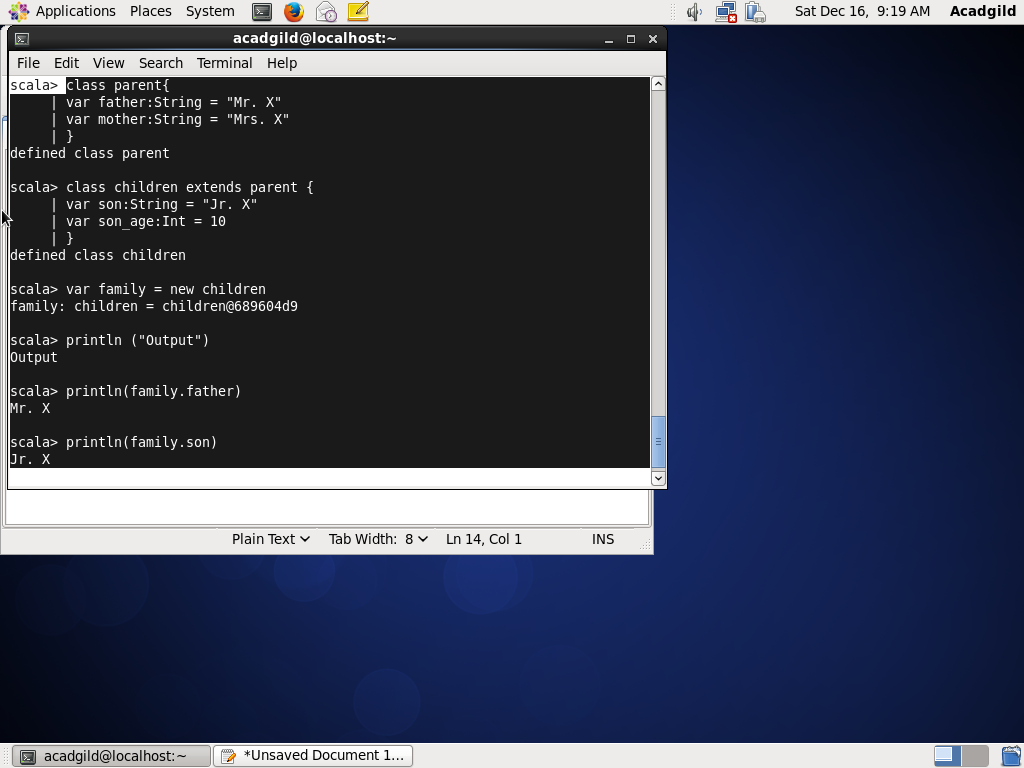 Applications Places System Sat Dec 16, 9:19 AM Acadgild
acadgild@localhost:~
File Edit View Search Terminal Help
scala> class parent{
| var father:String = "Mr. X"
| var mother:String = "Mrs. X"
| }
defined class parent
scala> class children extends parent {
| var son:String = "Jr. X"
| var son_age:Int = 10
| }
defined class children
scala> var family = new children
family: children = children@689604d9
scala> println ("Output")
Output
scala> println(family.father)
Mr. X
scala> println(family.son)
Jr. X
Plain Text Tab Width: 8 Ln 14, Col 1 INS
acadgild@localhost:~ *Unsaved Document 1...